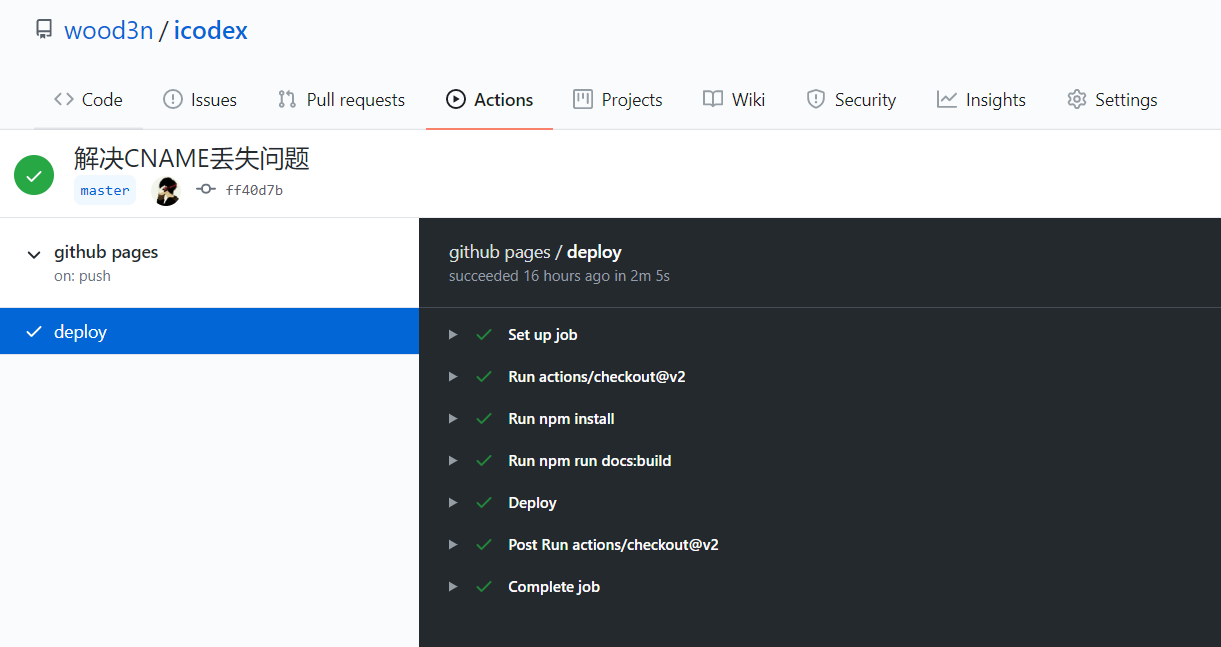 wood3n / icodex
Code Issues Pull requests Actions Projects Wiki Security Insights Settings
解决CNAME丢失问题
master ff40d7b
github pages
on: push
deploy
github pages / deploy
succeeded 16 hours ago in 2m 5s
Set up job
Run actions/checkout@v2
Run npm install
Run npm run docs:build
Deploy
Post Run actions/checkout@v2
Complete job